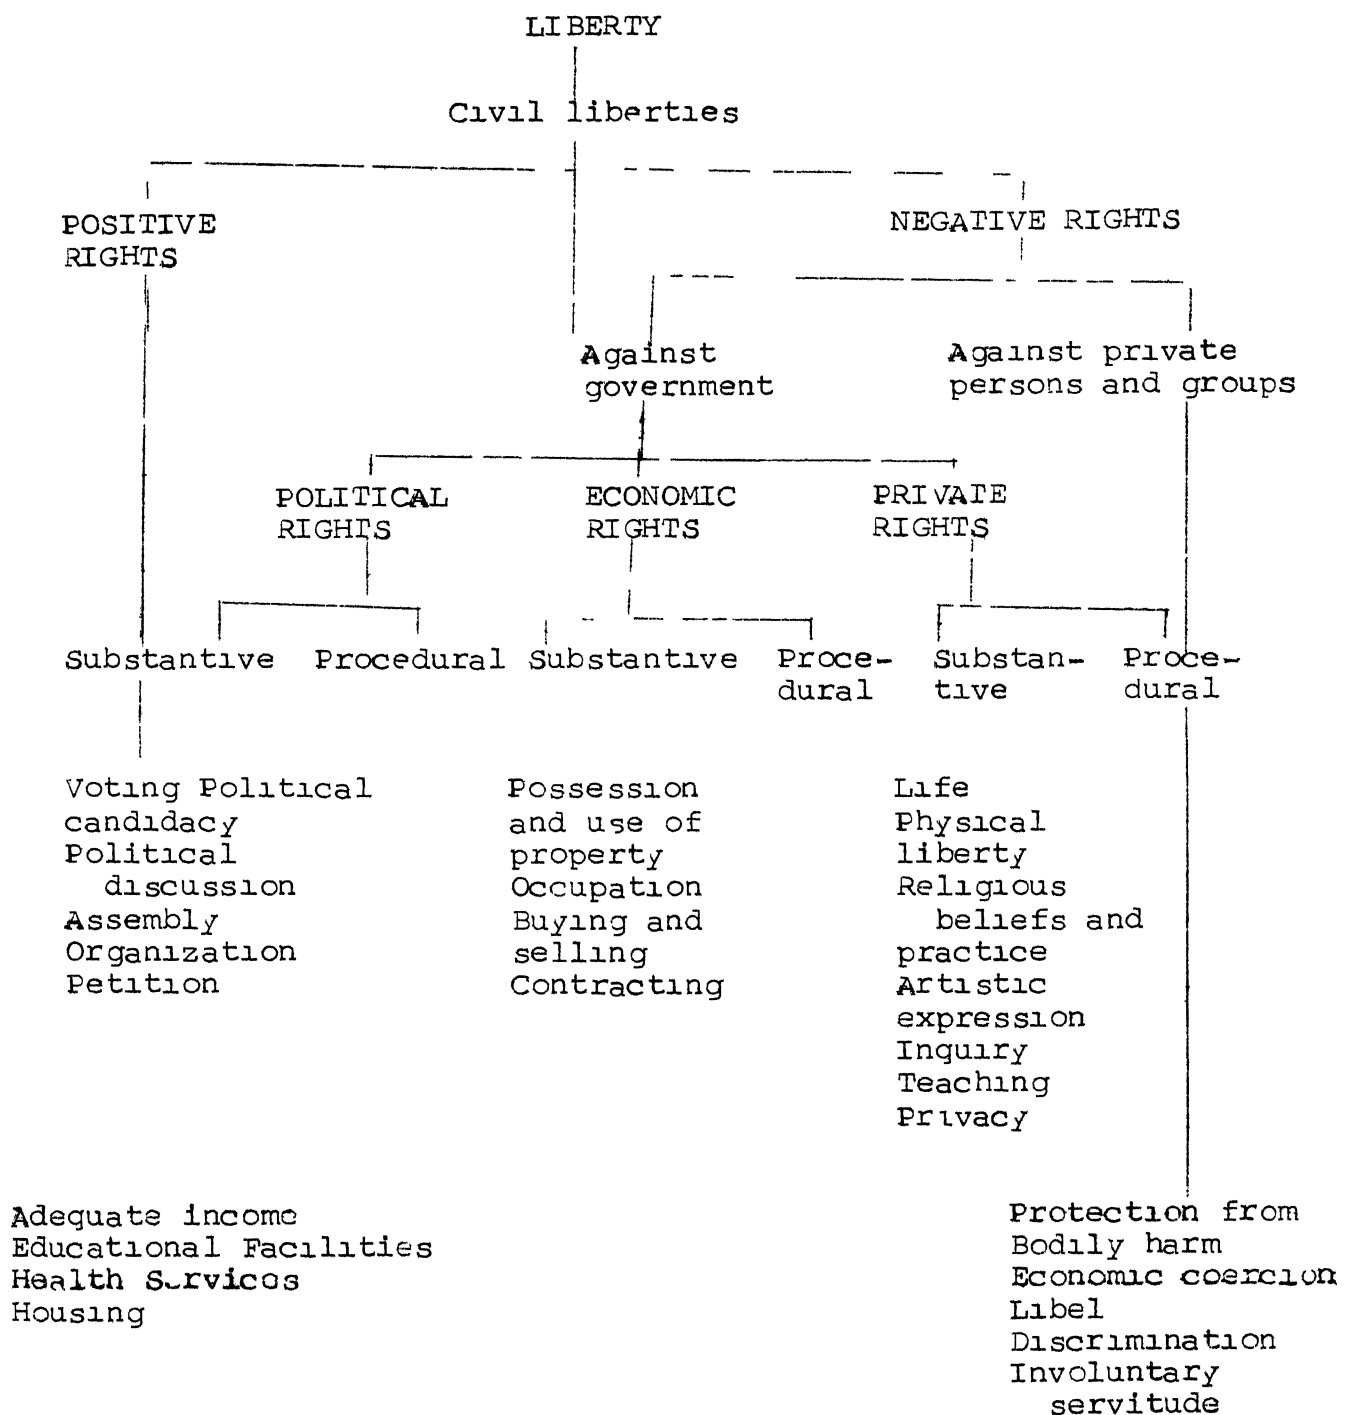 LIBERTY
Civil liberties
POSITIVE
RIGHTS
NEGATIVE RIGHTS
Against
government
Against private
persons and groups
POLITICAL
RIGHTS
ECONOMIC
RIGHTS
PRIVATE
RIGHTS
Substantive
Procedural
Substantive
Proce-
dural
Substan-
tive
Proce-
dural
Voting Political
candidacy
Political
discussion
Assembly
Organization
Petition
Possession
and use of
property
Occupation
Buying and
selling
Contracting
Life
Physical
liberty
Religious
beliefs and
practice
Artistic
expression
Inquiry
Teaching
Privacy
Adequate income
Educational Facilities
Health Services
Housing
Protection from
Bodily harm
Economic coercion
Libel
Discrimination
Involuntary
servitude